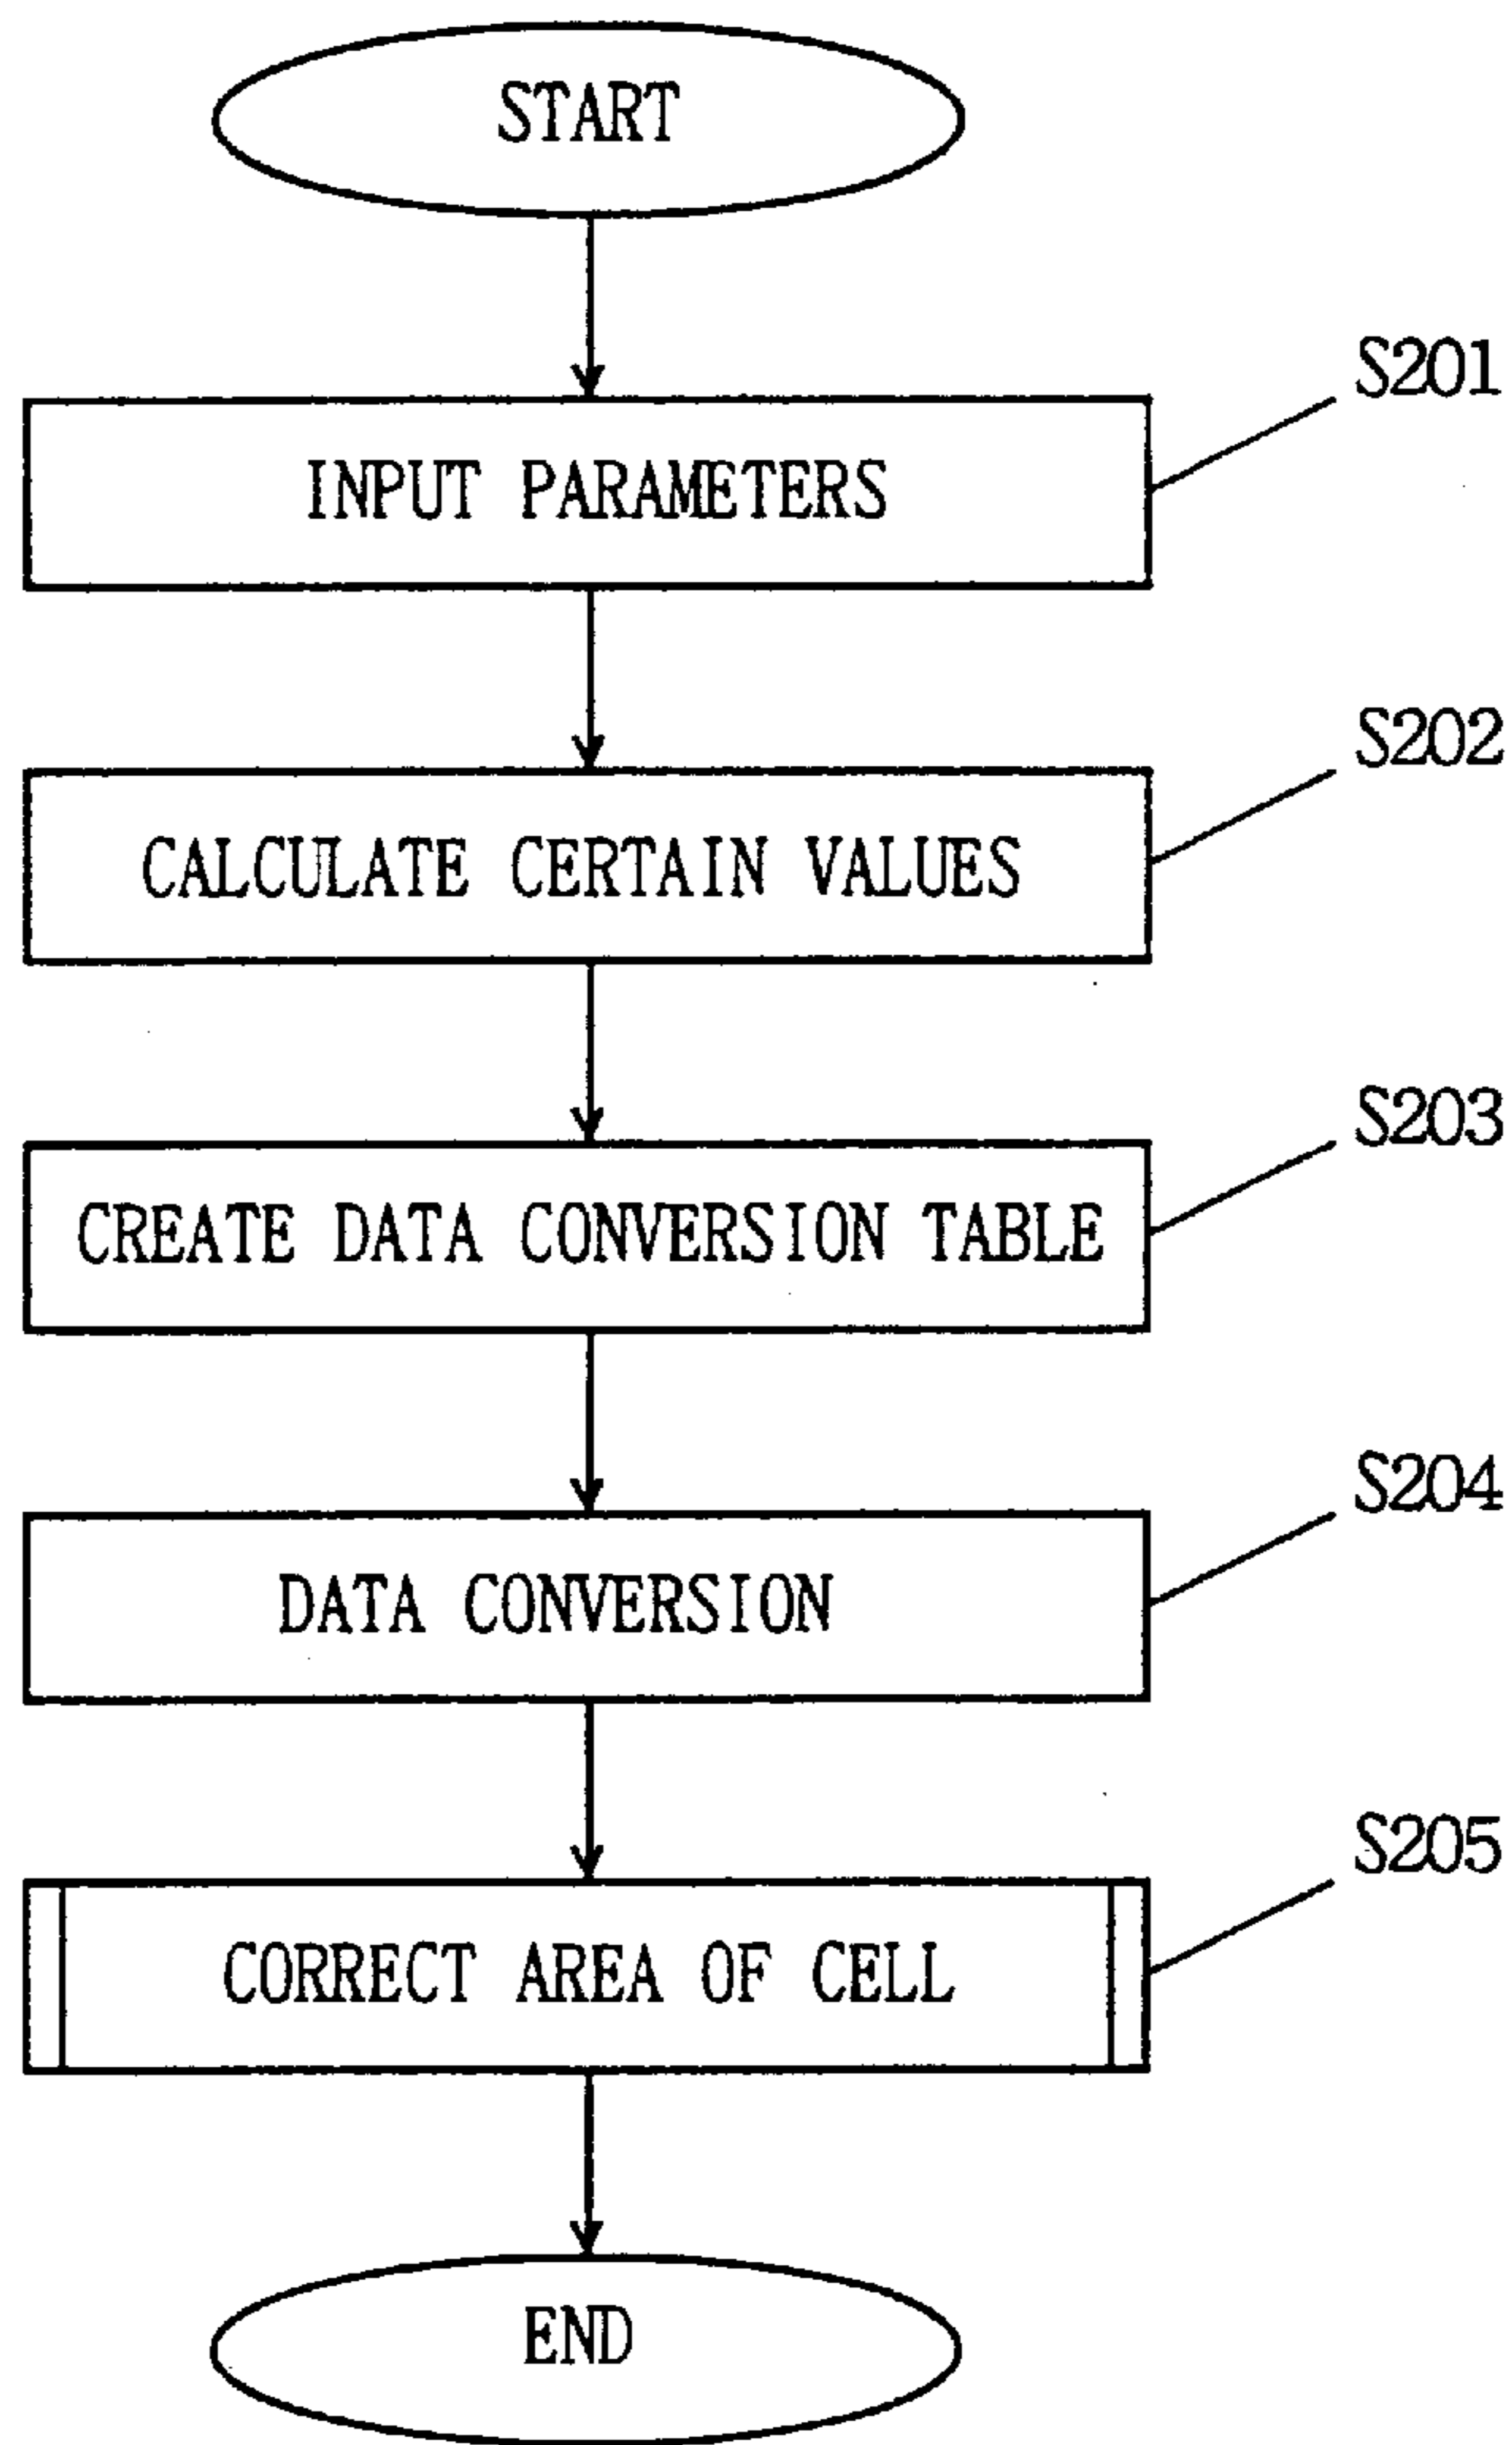 START
S201
INPUT PARAMETERS
S202
CALCULATE CERTAIN VALUES
S203
CREATE DATA CONVERSION TABLE
S204
DATA CONVERSION
S205
CORRECT AREA OF CELL
END